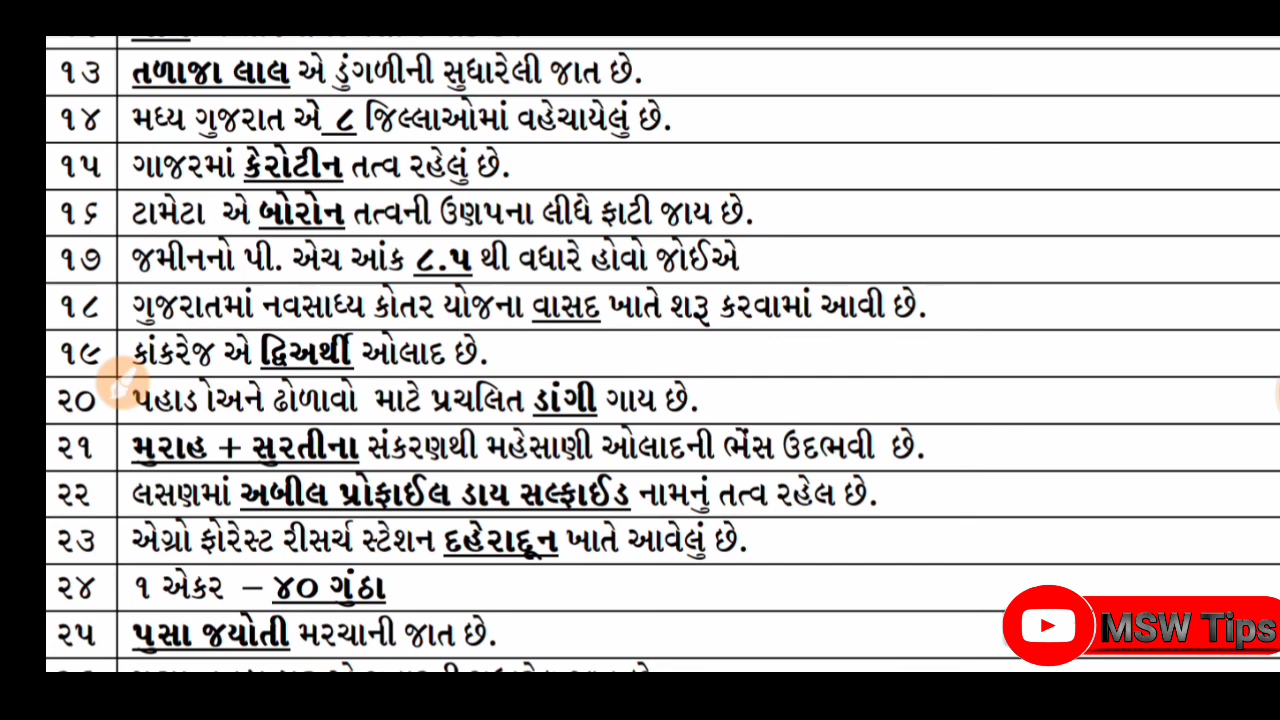 ૧૩ તળાજા લાલ એ ડુંગળીની સુધારેલી જાત છે.
૧૪ મધ્ય ગુજરાત એ ૮ જિલ્લાઓમાં વહેચાયેલું છે.
૧૫ ગાજરમાં કેરોટીન તત્વ રહેલું છે.
૧૬ ટામેટા એ બોરોન તત્વની ઉણપના લીધે ફાટી જાય છે.
૧૭ જમીનનો પી. એચ આંક ૮.૫ થી વધારે હોવો જોઈએ
૧૮ ગુજરાતમાં નવસાધ્ય કોતર યોજના વાસદ ખાતે શરૂ કરવામાં આવી છે.
૧૯ કાંકરેજ એ દ્વિઅર્થી ઓલાદ છે.
૨૦ પહાડ ોઅને ઢોળાવો માટે પ્રચલિત ડાંગી ગાય છે.
૨૧ મુરાહ + સુરતીના સંકરણથી મહેસાણી ઓલાદની ભેંસ ઉદભવી છે.
૨૨ લસણમાં અબીલ પ્રોફાઈલ ડાય સલ્ફાઈડ નામનું તત્વ રહેલ છે.
૨૩ એગ્રો ફોરેસ્ટ રીસર્ચ સ્ટેશન દહેરાદૂન ખાતે આવેલું છે.
૨૪ ૧ એકર – ૪૦ ગુંઠા
૨૫ પુસા જયોતી મરચાની જાત છે.
MSW Tips